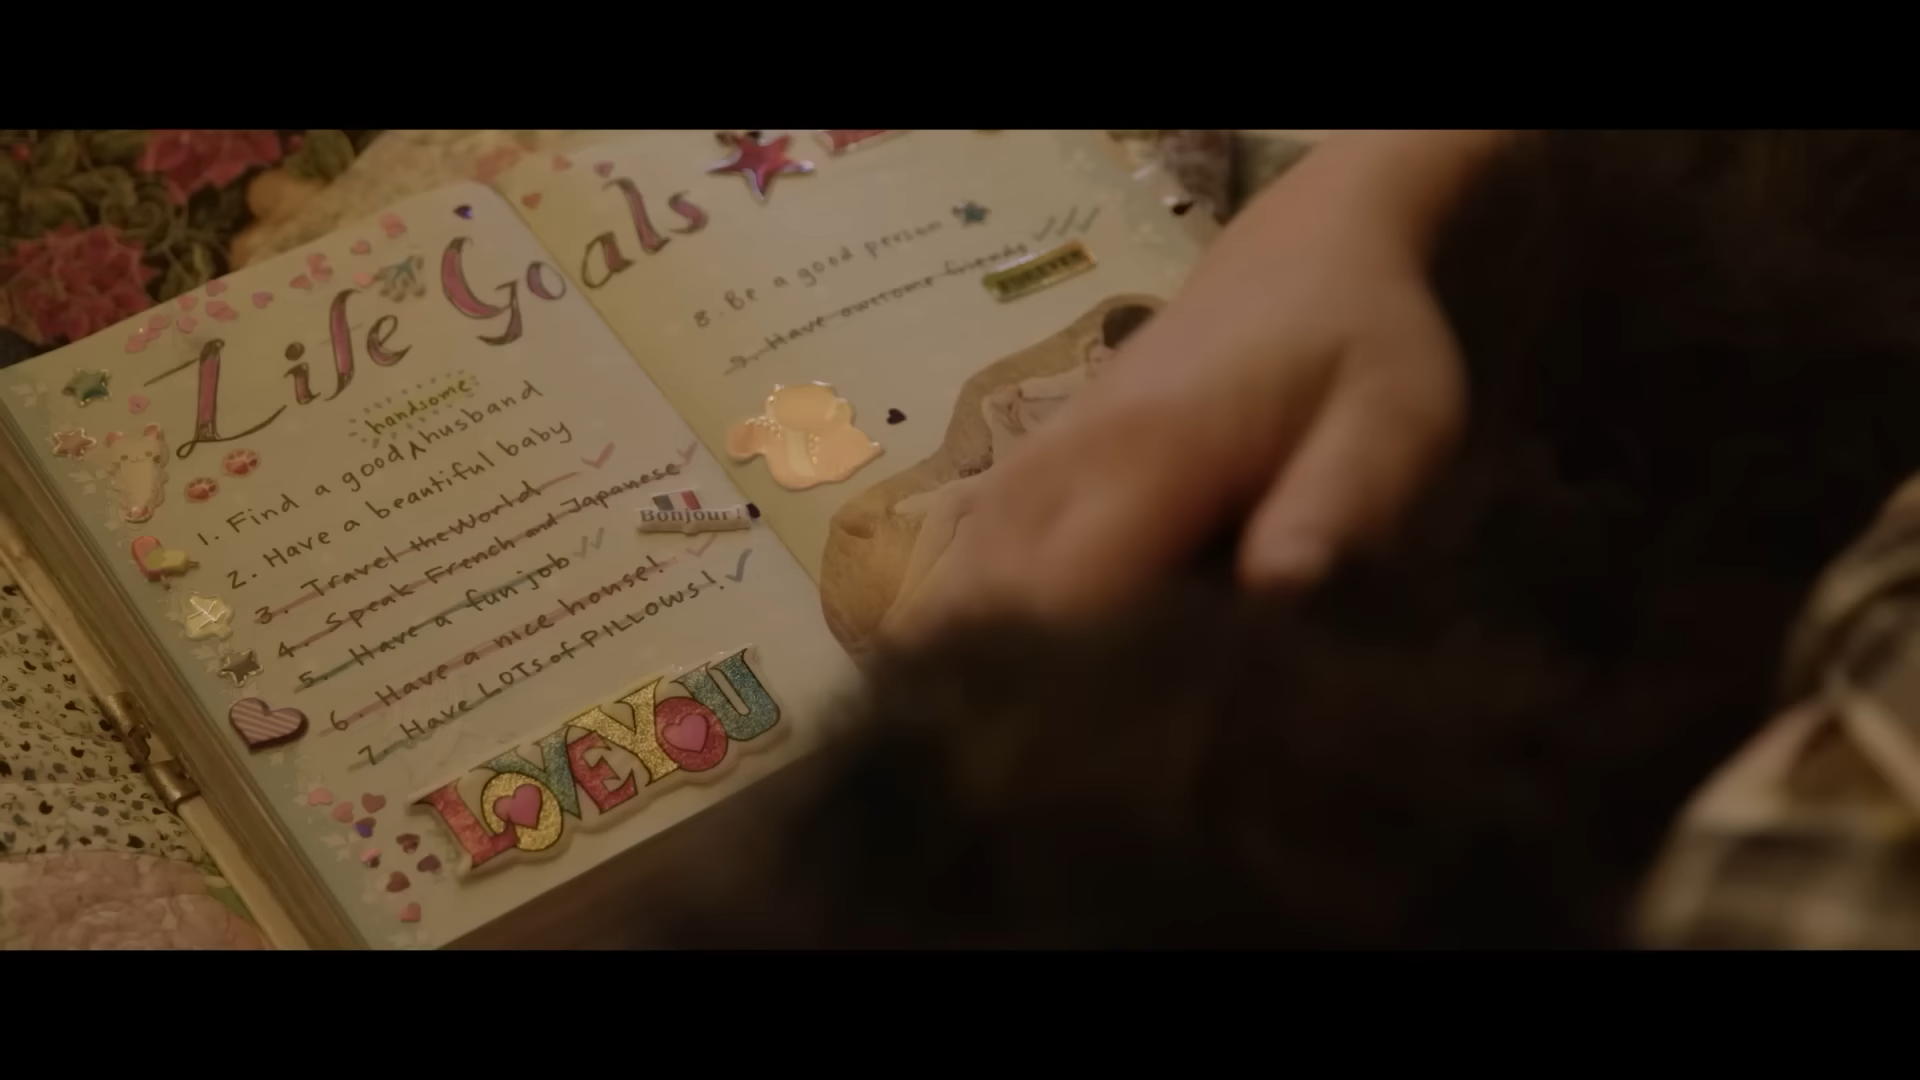 Life Goals
handsome
1. Find a good ^ husband
2. Have a beautiful baby
3. Travel the World
4. Speak French and Japanese
Bonjour!
5. Have a fun job
6. Have a nice house!
7. Have LOTS of PILLOWS!
LOVE YOU
8. Be a good person
9. Have awesome friends
FOREVER